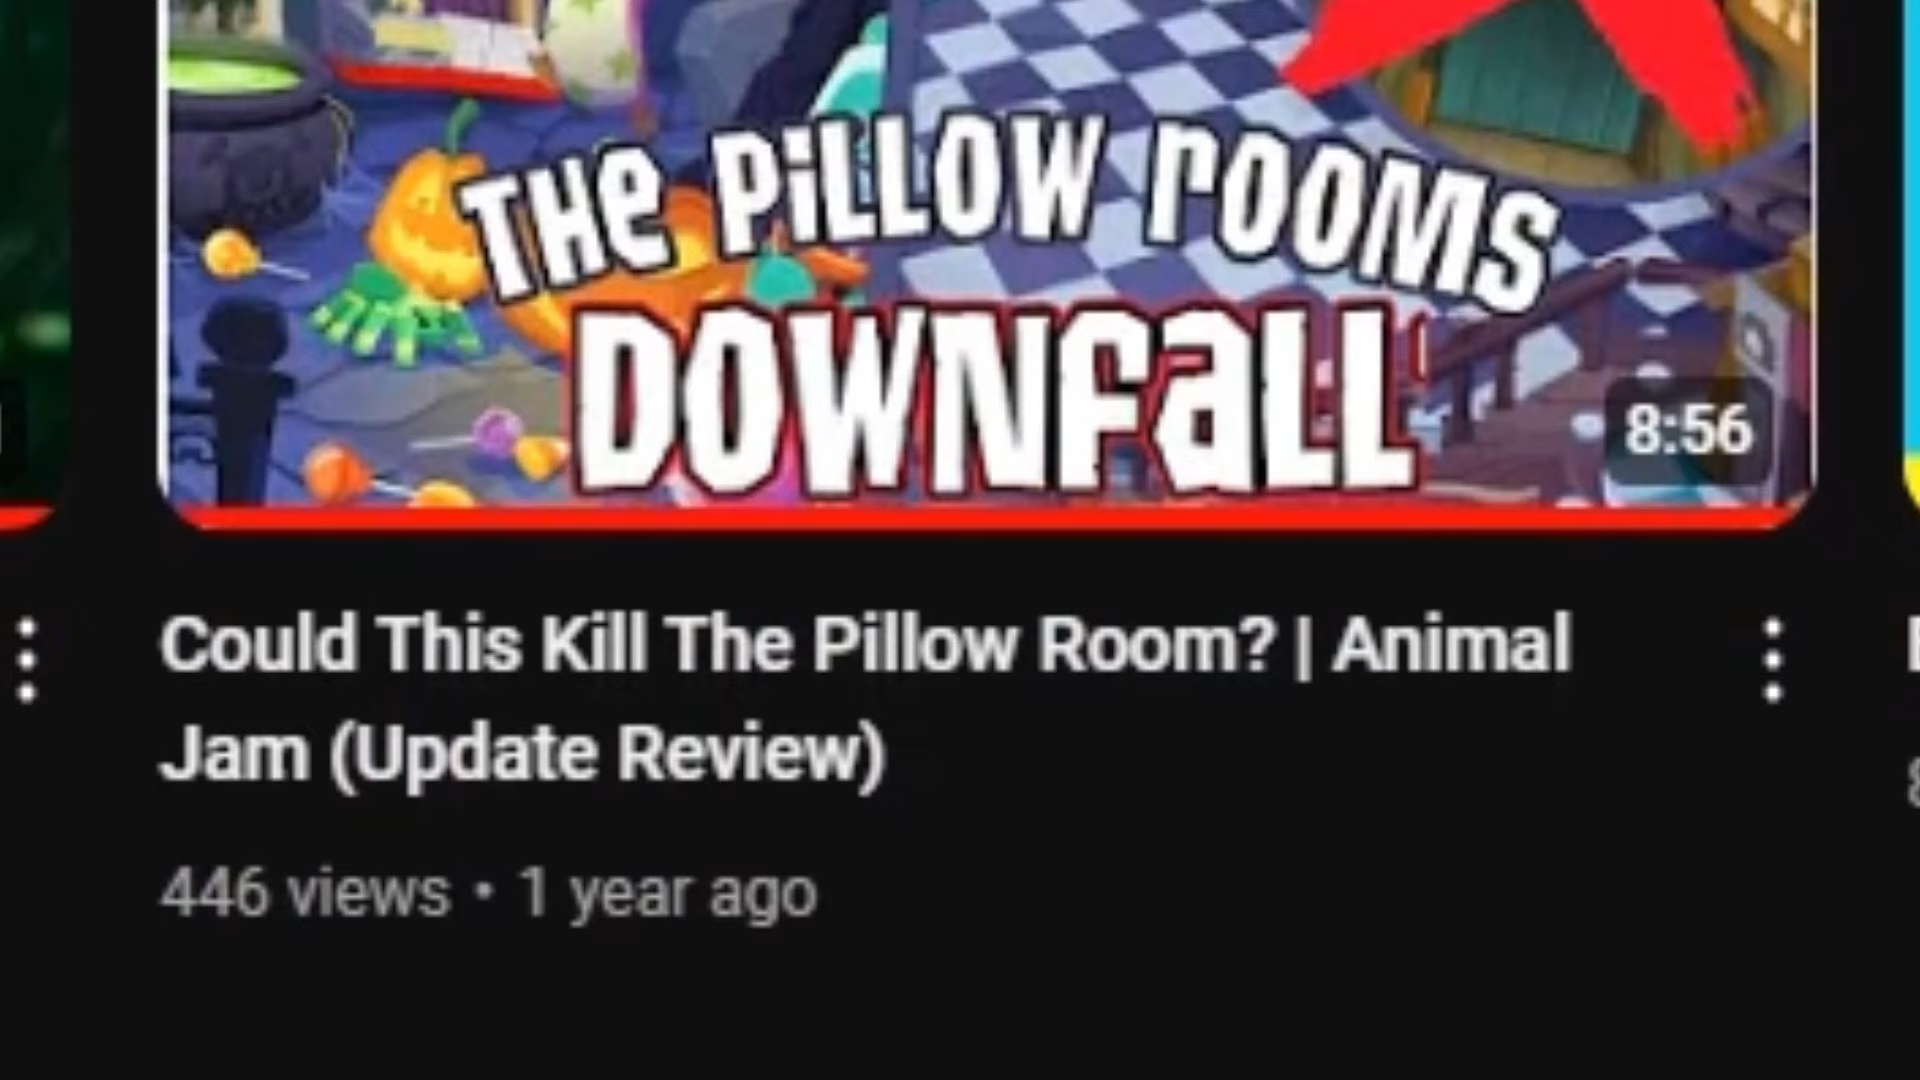 THe PiLLOW rOOMS
DOWNFaLL
8:56
Could This Kill The Pillow Room? | Animal
Jam (Update Review)
446 views • 1 year ago